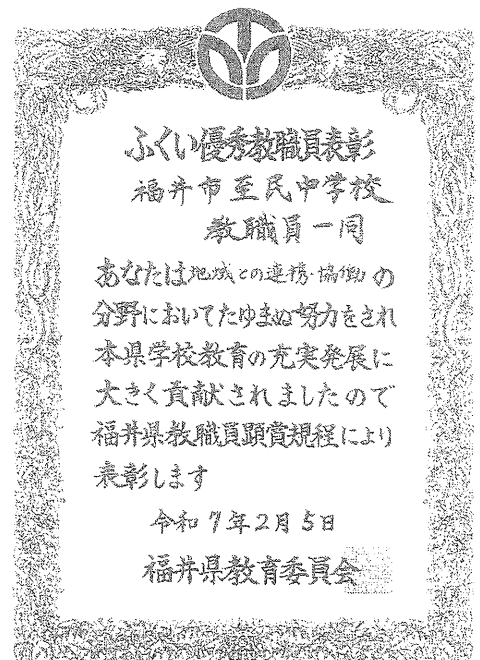 ふくい優秀教職員表彰
福井市至民中学校
教職員一同
あなたは地域との連携・協働の
分野においてたゆまぬ努力をされ
本県学校教育の充実発展に
大きく貢献されましたので
福井県教職員顕賞規程により
表彰します
令和7年2月5日
福井県教育委員会